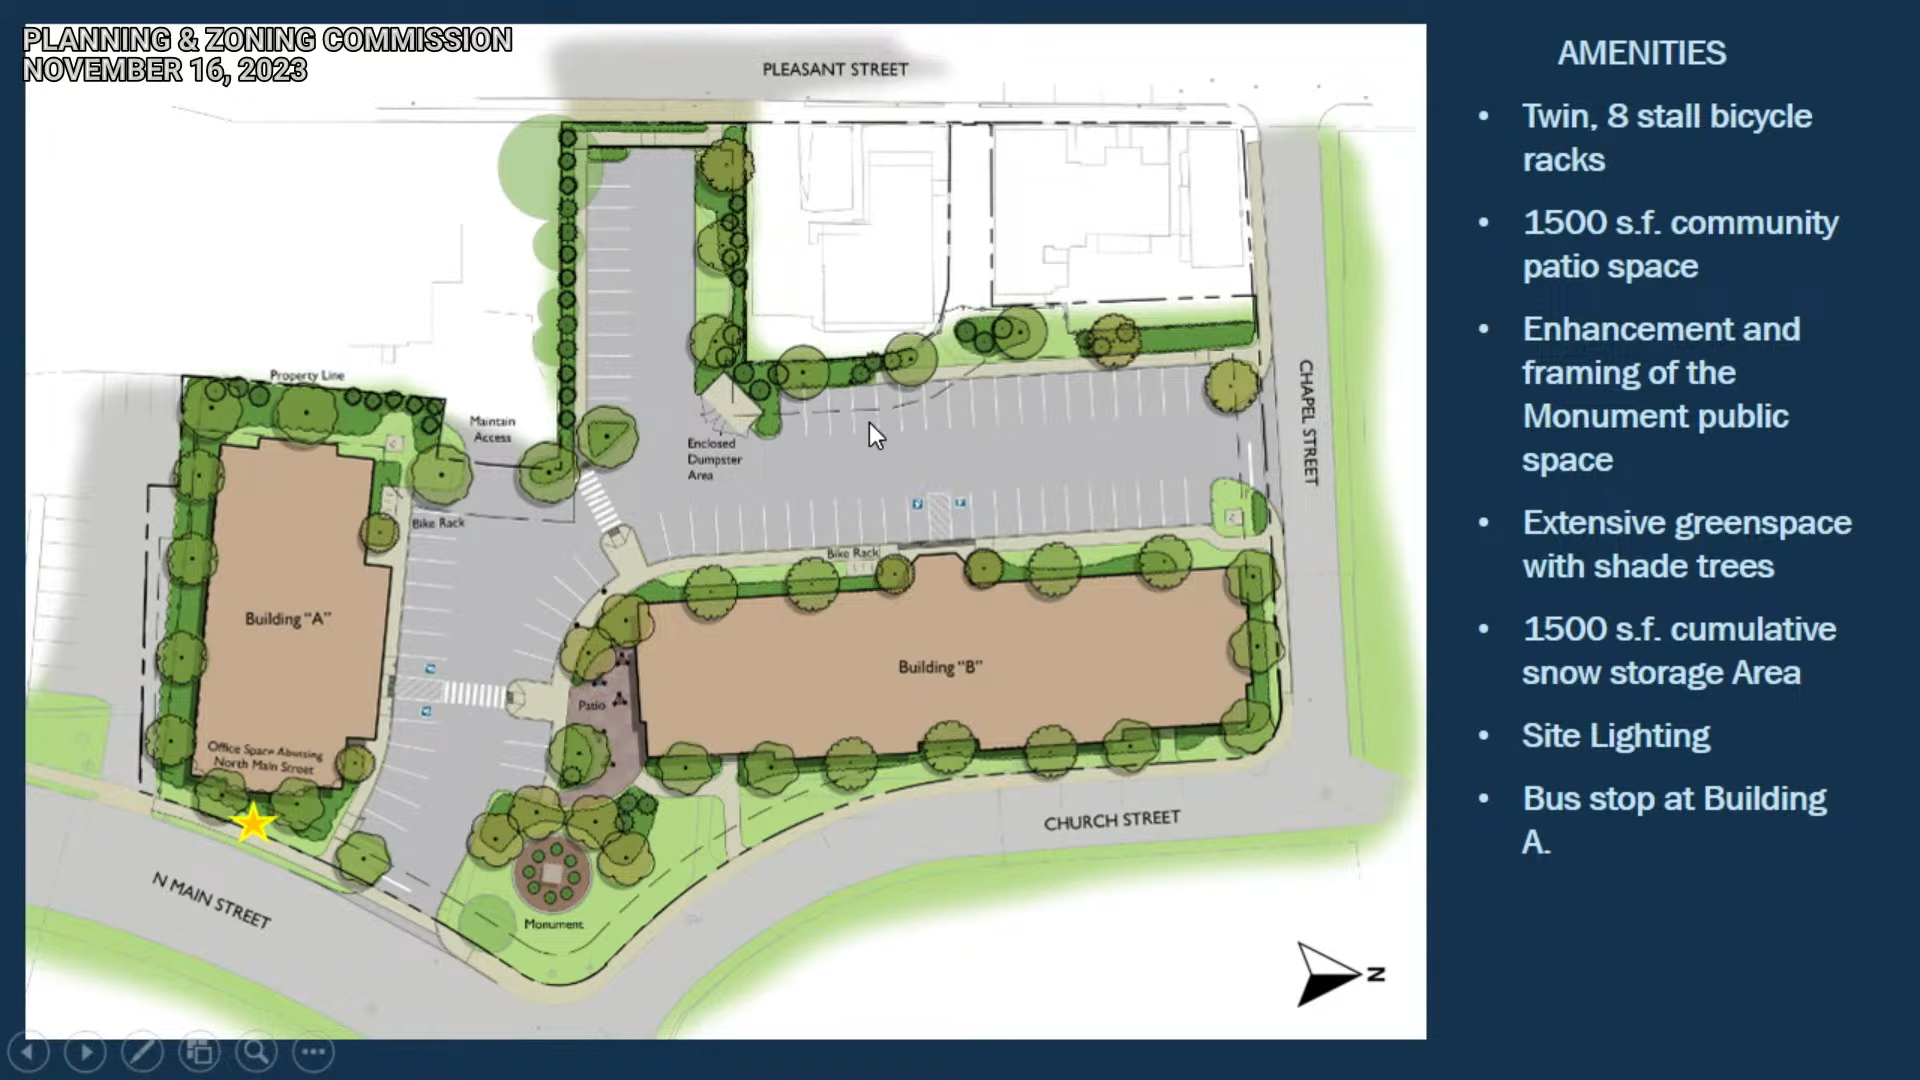 PLANNING & ZONING COMMISSION
NOVEMBER 16, 2023
PLEASANT STREET
Property Line
Maintain
Access
Enclosed
Dumpster
Area
CHAPEL STREET
Bike Rack
Bike Rack
Building “A”
Building “B”
Patio
Office Space Abutting
North Main Street
CHURCH STREET
N MAIN STREET
Monument
N
AMENITIES
• Twin, 8 stall bicycle
racks
• 1500 s.f. community
patio space
• Enhancement and
framing of the
Monument public
space
• Extensive greenspace
with shade trees
• 1500 s.f. cumulative
snow storage Area
• Site Lighting
• Bus stop at Building
A.